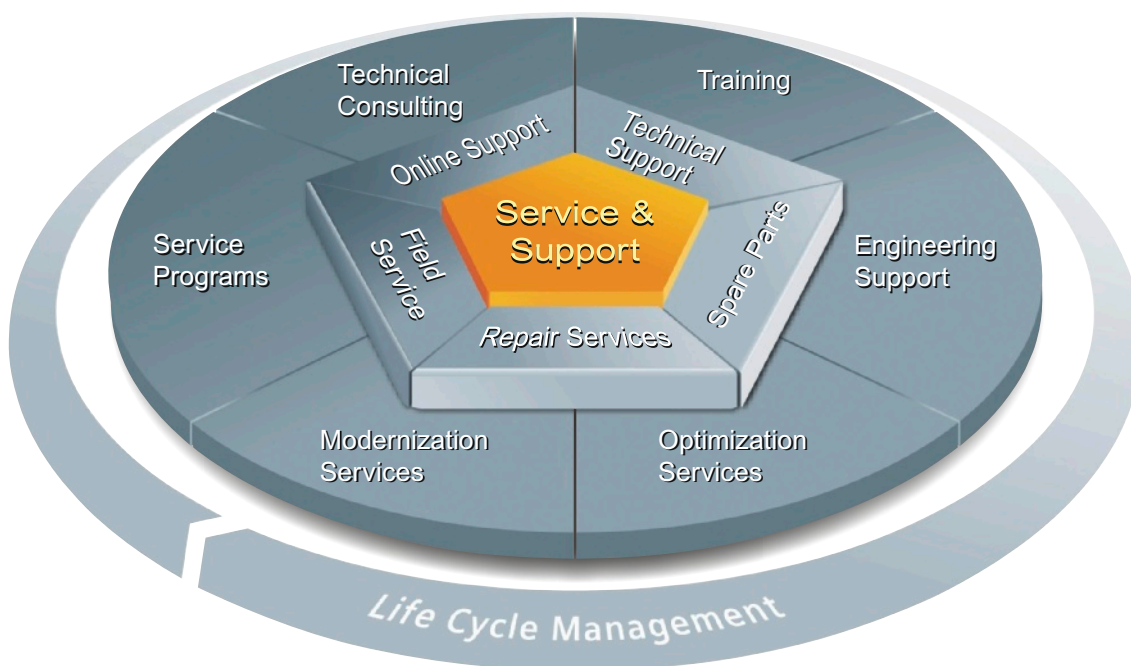 Technical
Consulting
Training
Online Support
Technical
Support
Service &
Support
Field
Service
Spare Parts
Service
Programs
Engineering
Support
Repair Services
Modernization
Services
Optimization
Services
Life Cycle Management